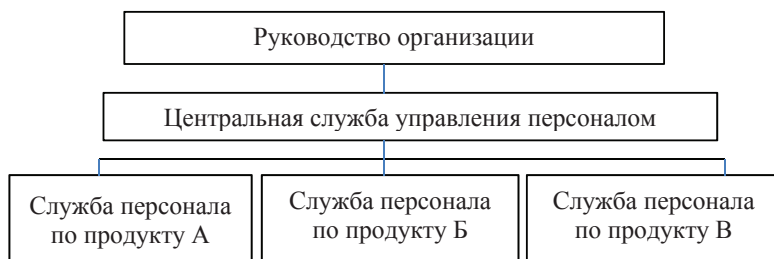 Руководство организации
Центральная служба управления персоналом
Служба персонала
по продукту А
Служба персонала
по продукту Б
Служба персонала
по продукту В